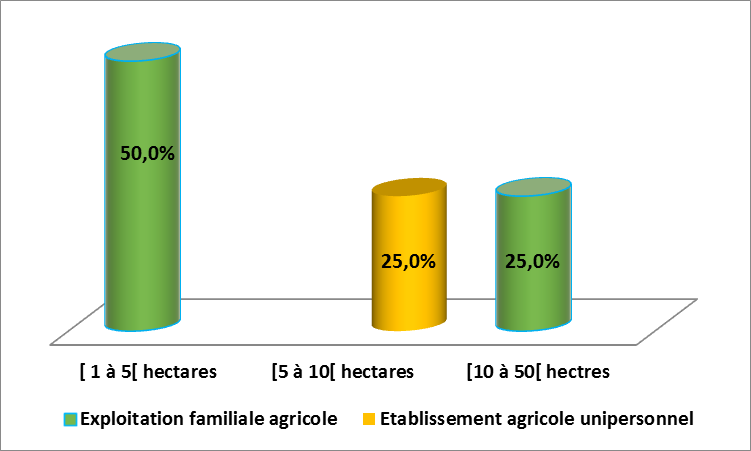 50,0%
25,0%
25,0%
[ 1 à 5[ hectares
[5 à 10[ hectares
[10 à 50[ hectres
Exploitation familiale agricole
Etablissement agricole unipersonnel